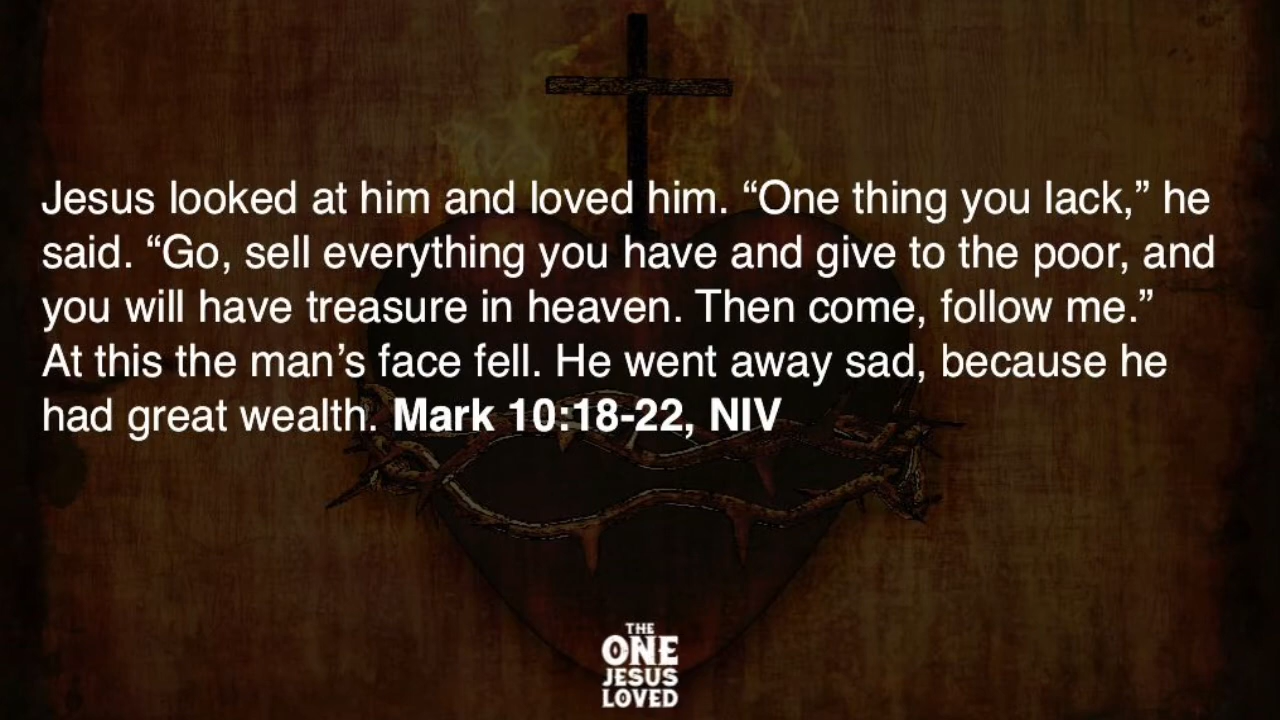 Jesus looked at him and loved him. “One thing you lack,” he
said. “Go, sell everything you have and give to the poor, and
you will have treasure in heaven. Then come, follow me.”
At this the man’s face fell. He went away sad, because he
had great wealth. Mark 10:18-22, NIV
THE
ONE
JESUS
LOVED